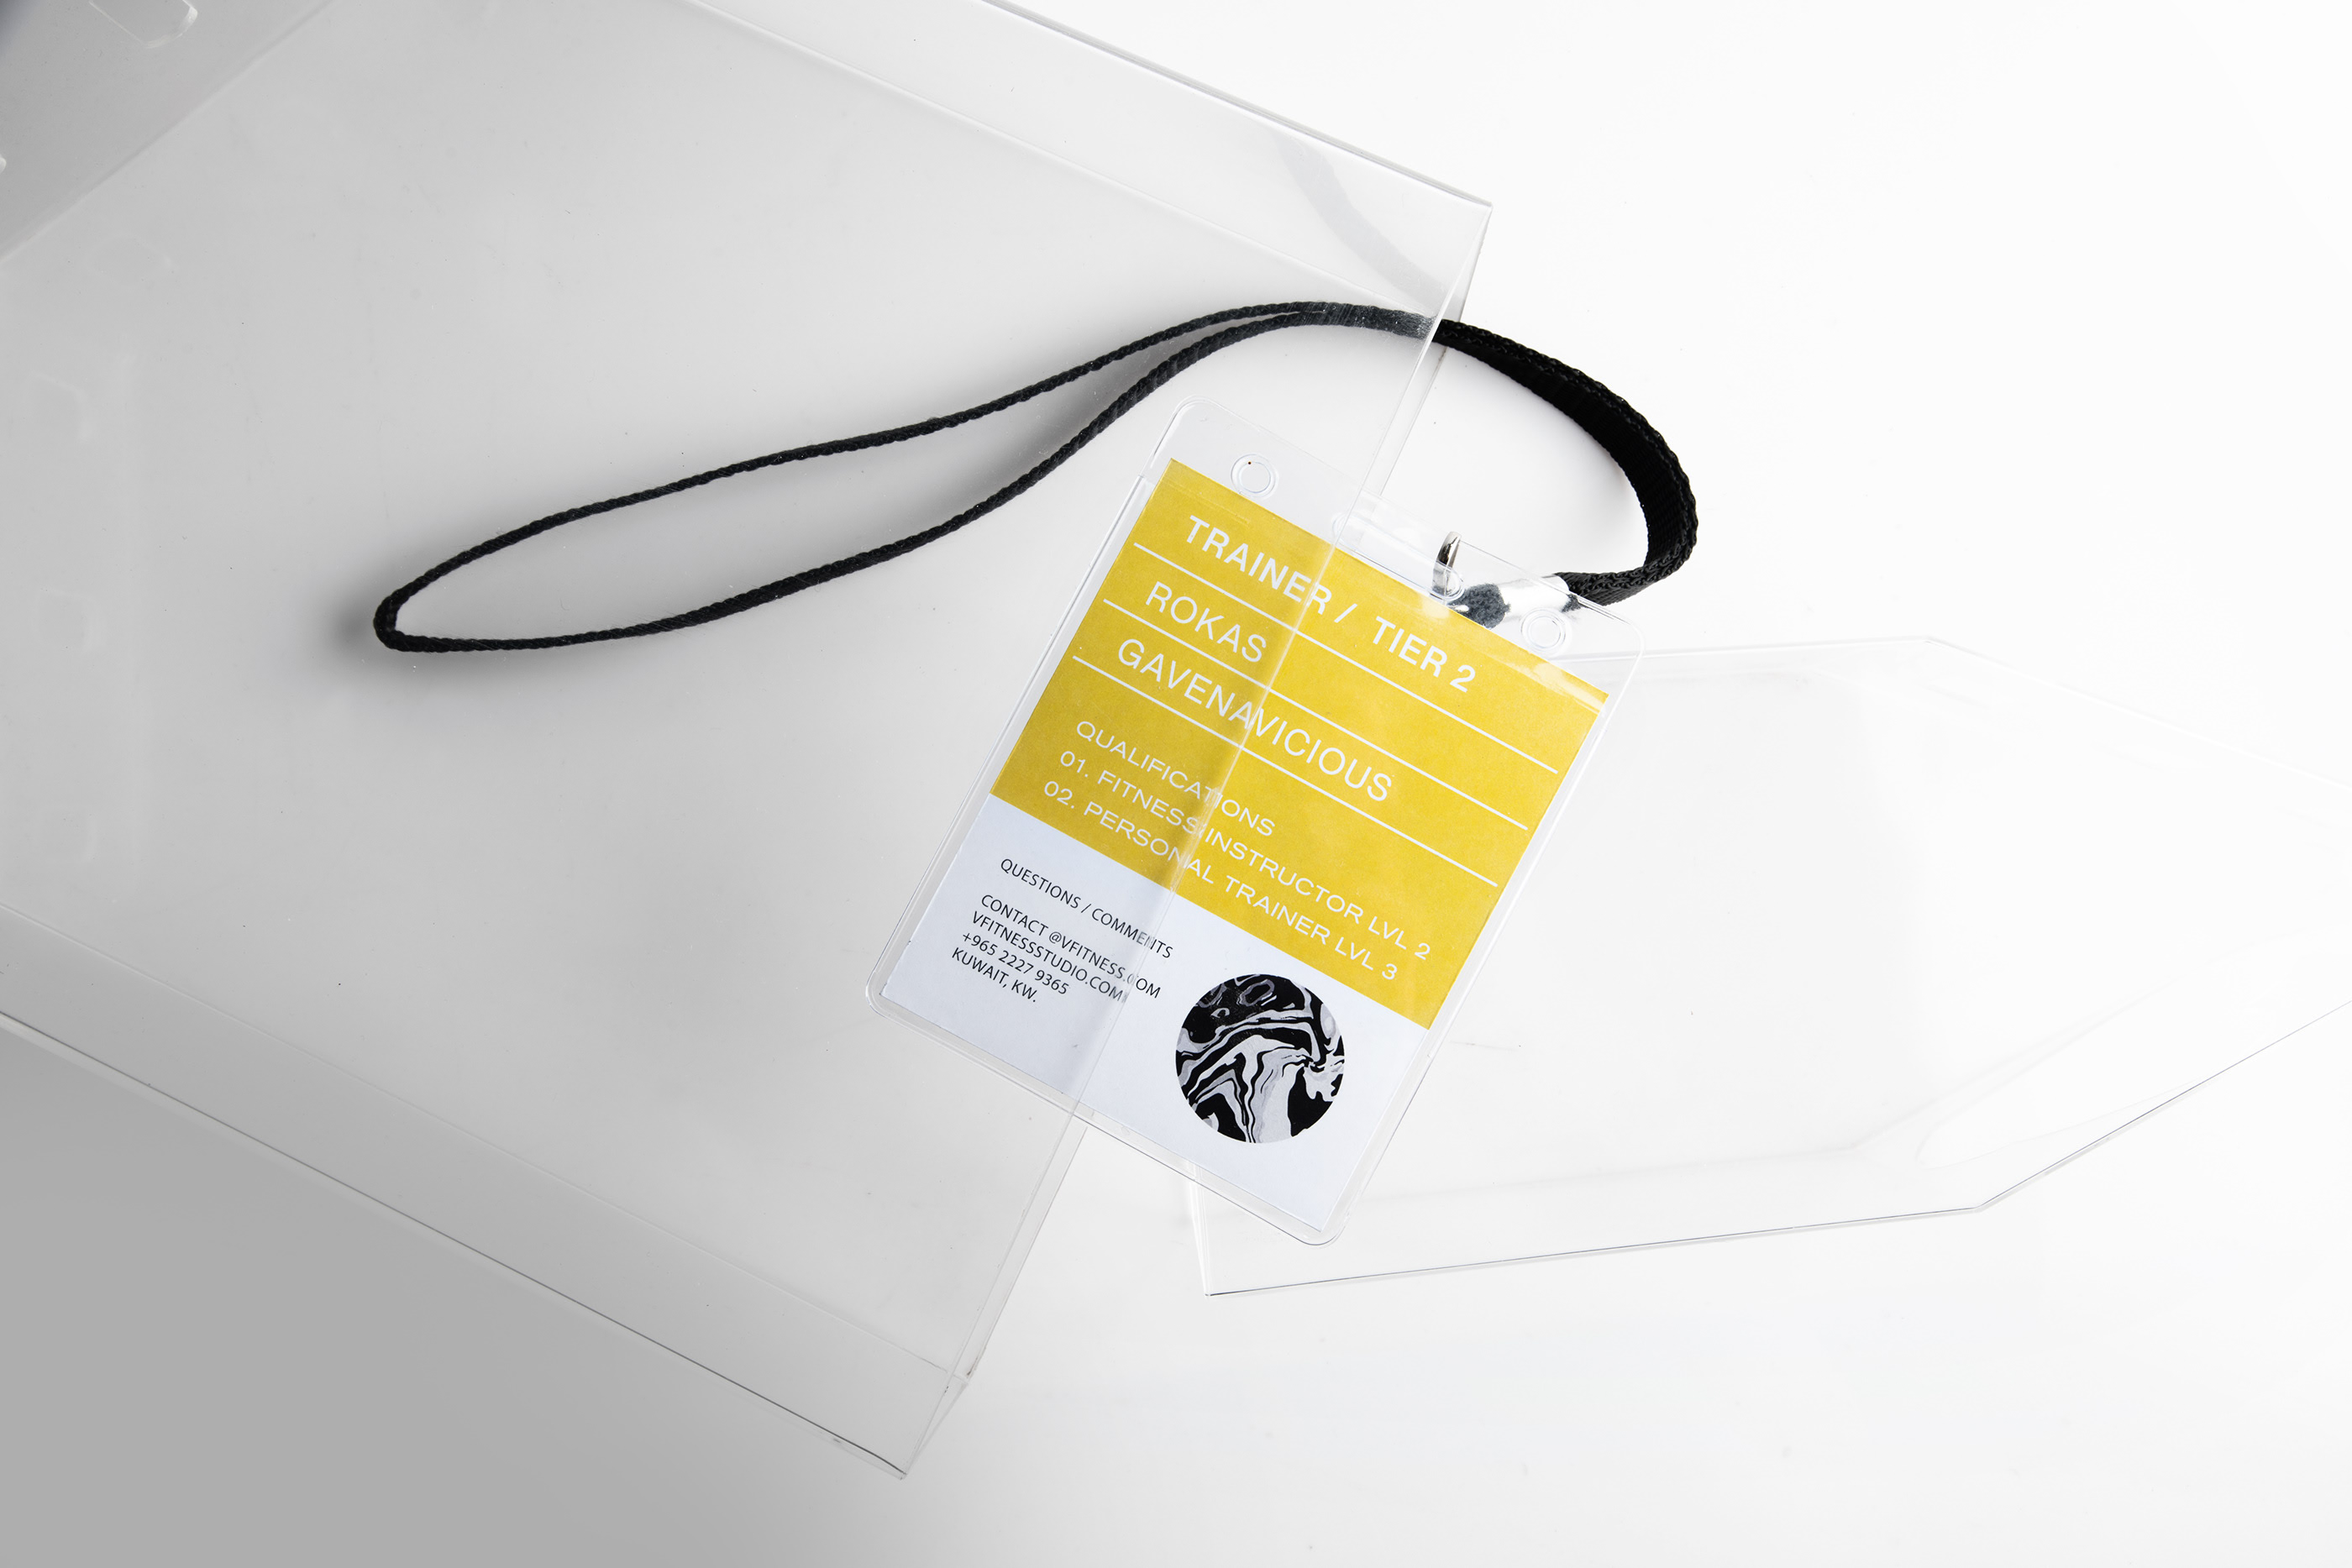 TRAINER / TIER 2
ROKAS
GAVENAVICIOUS
QUALIFICATIONS
01. FITNESS INSTRUCTOR LVL 2
02. PERSONAL TRAINER LVL 3
QUESTIONS / COMMENTS
CONTACT @VFITNESS.COM
VFITNESSSTUDIO.COM
+965 2227 9365
KUWAIT, KW.